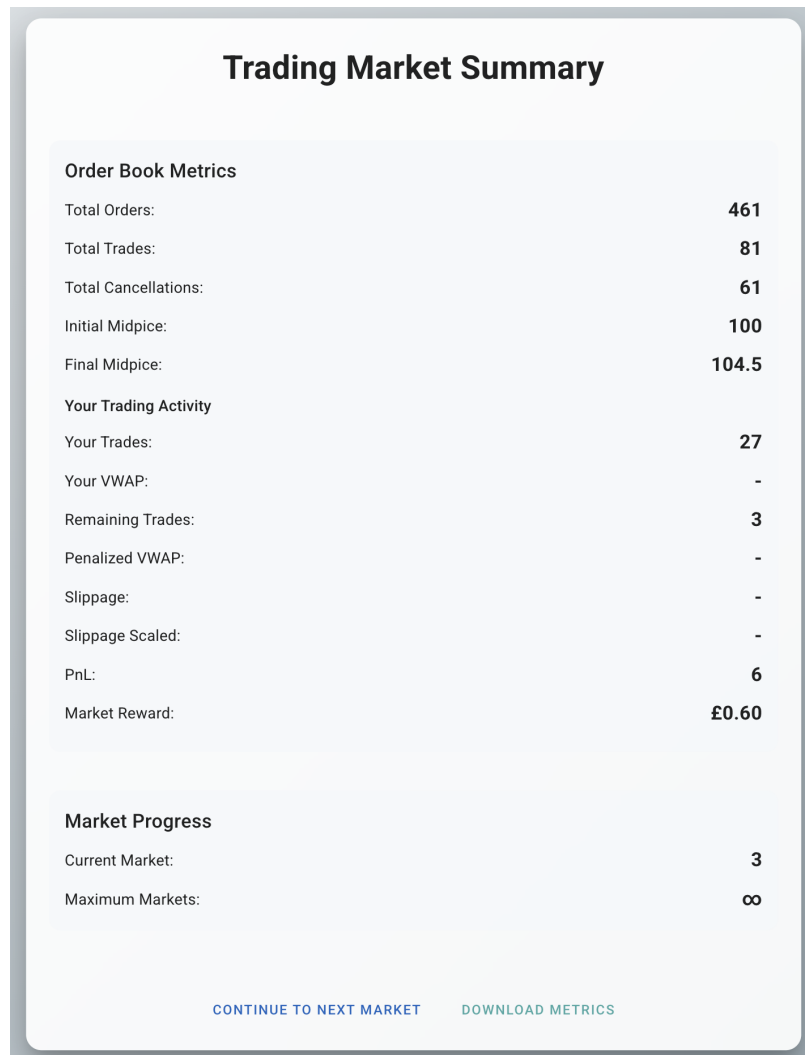 Trading Market Summary
Order Book Metrics
Total Orders: 461
Total Trades: 81
Total Cancellations: 61
Initial Midpice: 100
Final Midpice: 104.5
Your Trading Activity
Your Trades: 27
Your VWAP: -
Remaining Trades: 3
Penalized VWAP: -
Slippage: -
Slippage Scaled: -
PnL: 6
Market Reward: £0.60
Market Progress
Current Market: 3
Maximum Markets: ∞
CONTINUE TO NEXT MARKET DOWNLOAD METRICS